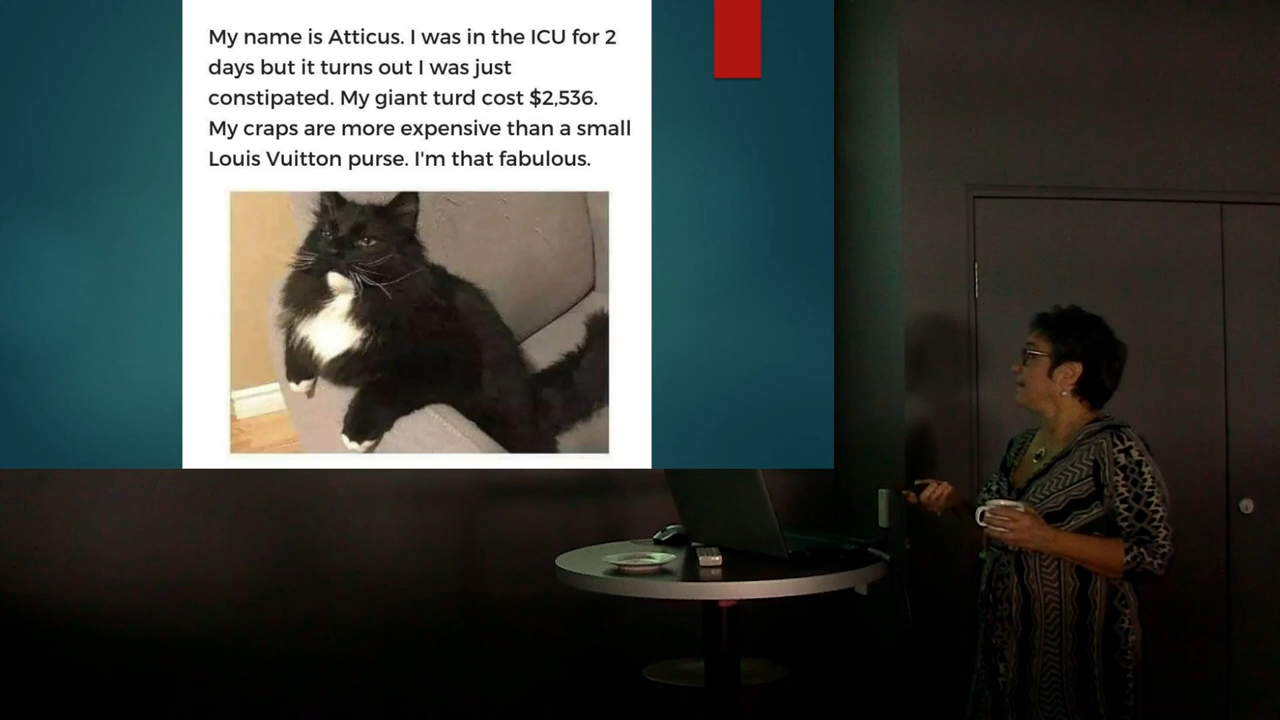 My name is Atticus. I was in the ICU for 2
days but it turns out I was just
constipated. My giant turd cost $2,536.
My craps are more expensive than a small
Louis Vuitton purse. I'm that fabulous.